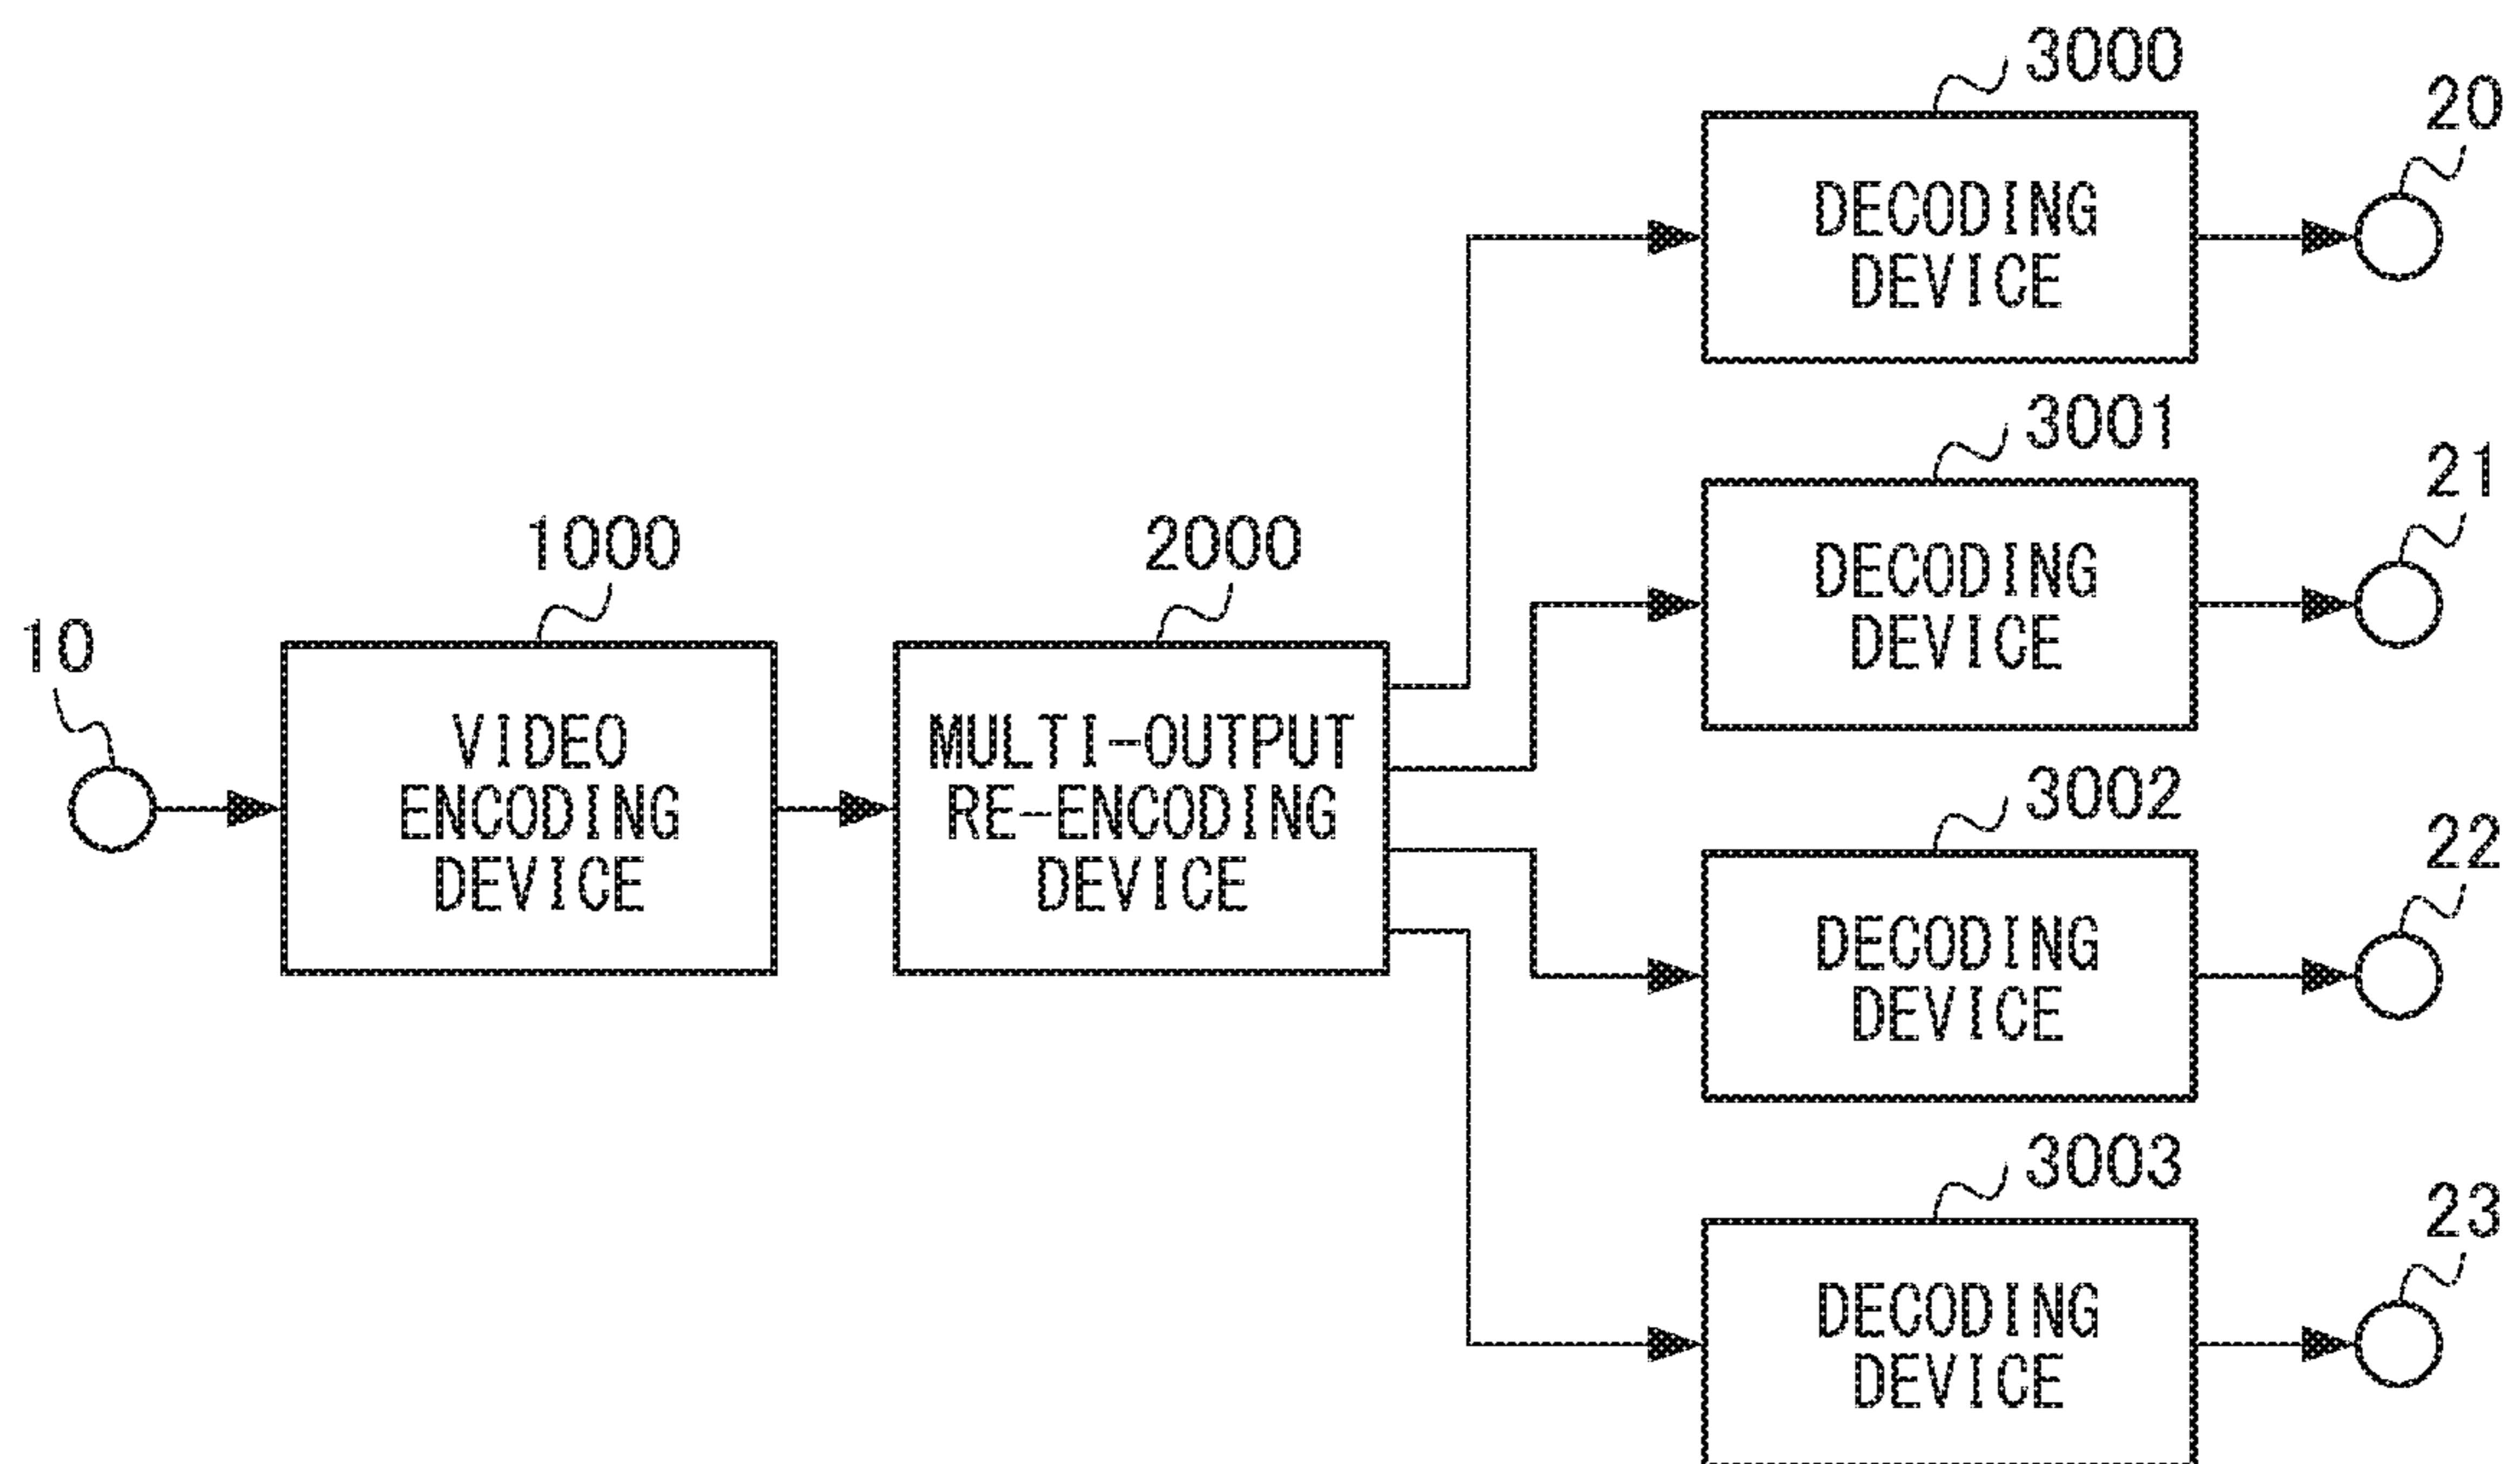 3000
20
DECODING
DEVICE
3001
21
DECODING
DEVICE
1000
2000
10
VIDEO
ENCODING
DEVICE
MULTI-OUTPUT
RE-ENCODING
DEVICE
3002
22
DECODING
DEVICE
3003
23
DECODING
DEVICE